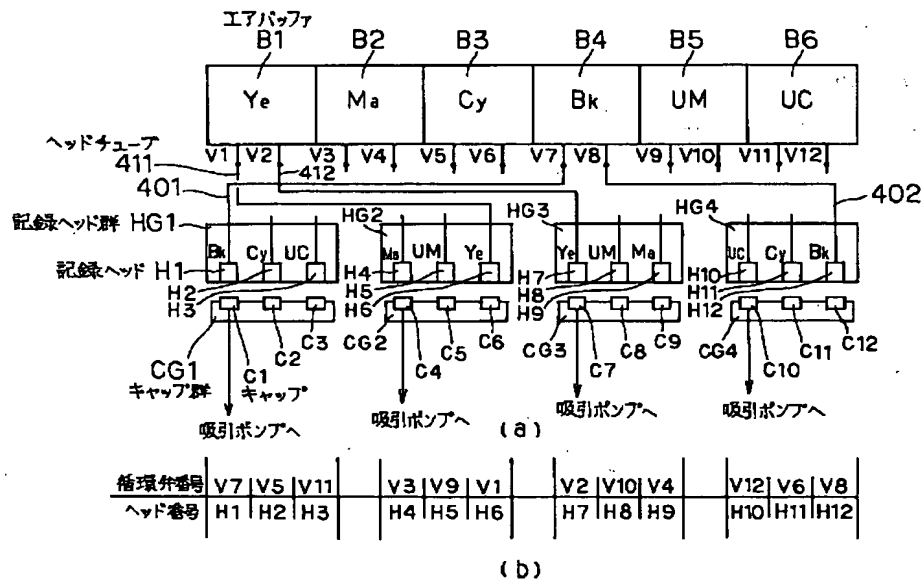 エアバッファ
B1 B2 B3 B4 B5 B6
Ye Ma Cy Bk UM UC
ヘッドチューブ V1 V2 V3 V4 V5 V6 V7 V8 V9 V10 V11 V12
411 412
401 402
記録ヘッド群 HG1 HG2 HG3 HG4
Bk Cy UC Ma UM Ye Ye UM Ma UC Cy Bk
記録ヘッド H1 H4 H7 H10
H2 H5 H8 H11
H3 H6 H9 H12
CG1 C1 C2 C3 CG2 C4 C5 C6 CG3 C7 C8 C9 CG4 C10 C11 C12
キャップ群 キャップ
吸引ポンプへ 吸引ポンプへ 吸引ポンプへ 吸引ポンプへ
(a)
循環弁番号 V7 V5 V11 V3 V9 V1 V2 V10 V4 V12 V6 V8
ヘッド番号 H1 H2 H3 H4 H5 H6 H7 H8 H9 H10 H11 H12
(b)